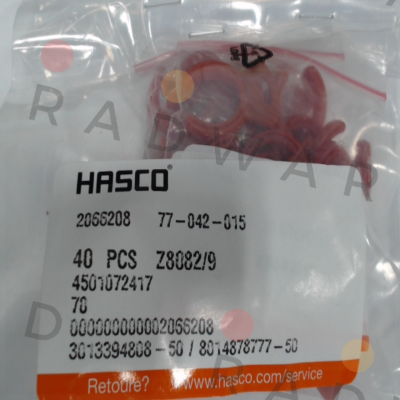 RADWAR
HASCO
2066208 77-042-015
40 PCS Z8082/9
4501072417
70
000000000002066208
3013394808-50 / 8014878777-50
Retoure? www.hasco.com/service